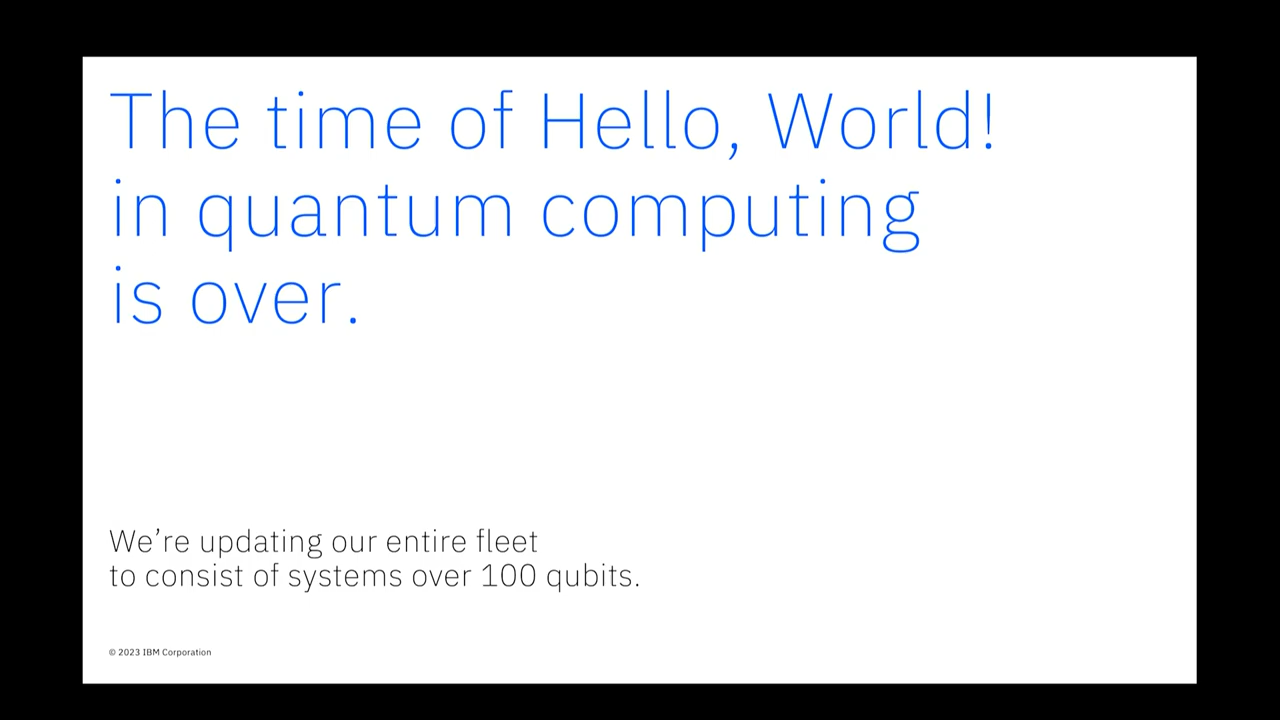 The time of Hello, World!
in quantum computing
is over.
We’re updating our entire fleet
to consist of systems over 100 qubits.
© 2023 IBM Corporation